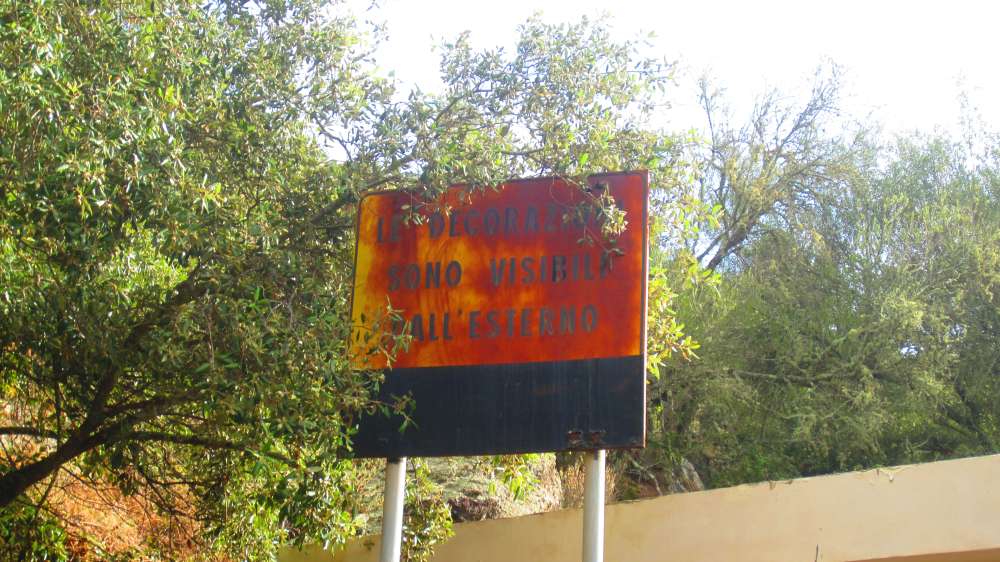 LE DECORAZIONI
SONO VISIBILI
DALL'ESTERNO